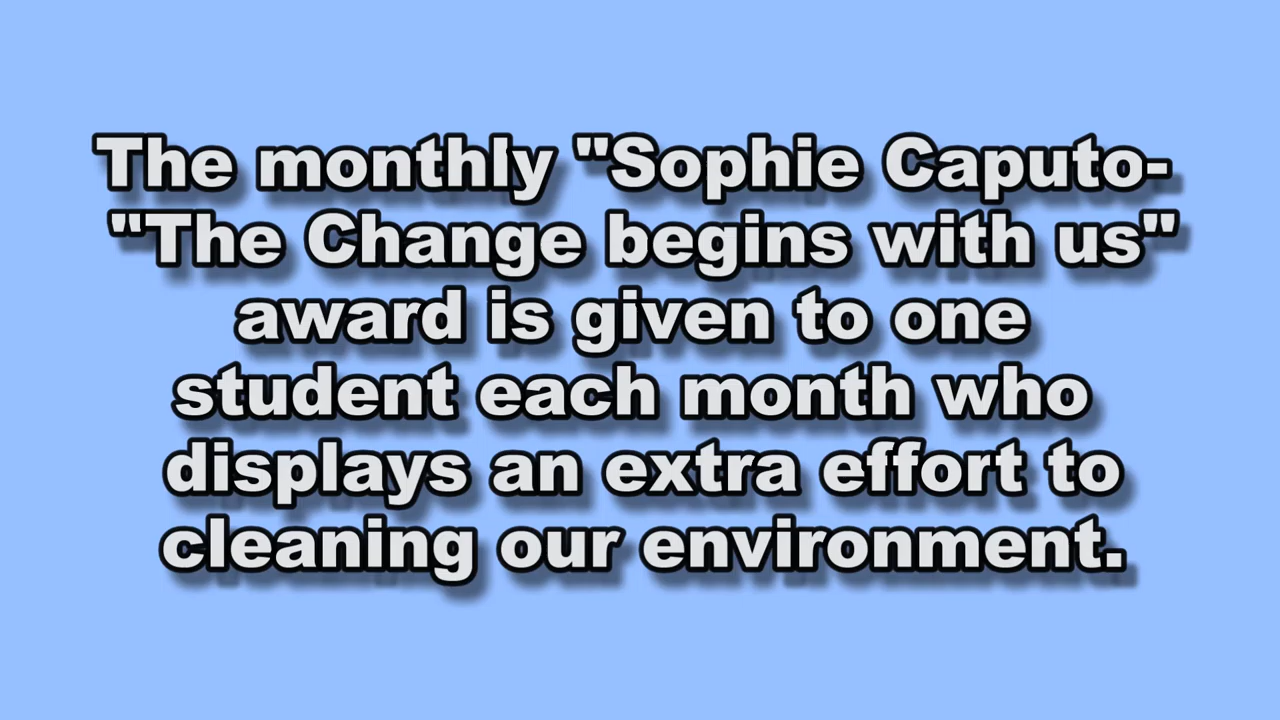 The monthly "Sophie Caputo-
"The Change begins with us"
award is given to one
student each month who
displays an extra effort to
cleaning our environment.